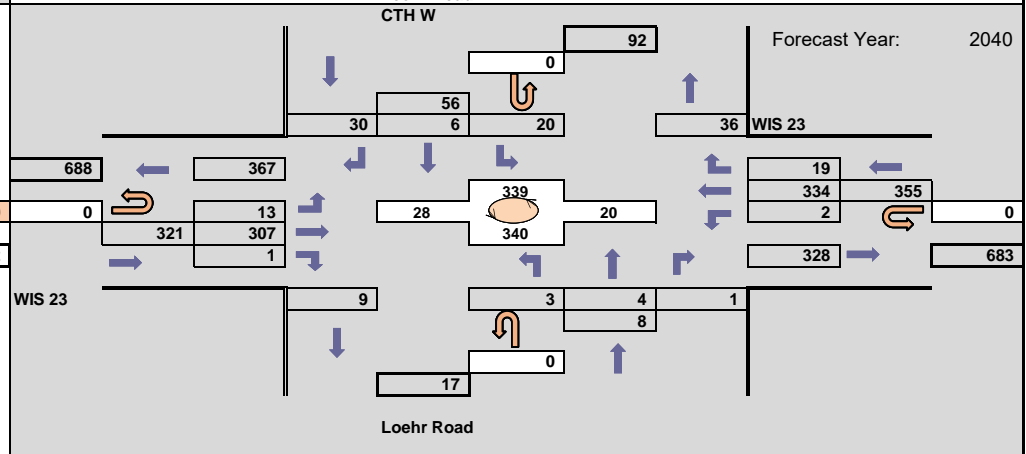 CTH W
92
Forecast Year: 2040
0
56
30 6 20 36 WIS 23
688 367 19
339 334 355
0 13 28 20 2 0
321 307 340
1 328 683
WIS 23 9 3 4 1
8
0
17
Loehr Road